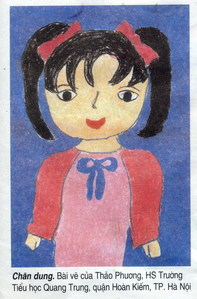 Chân dung. Bài vẽ của Thảo Phương, HS Trường
Tiểu học Quang Trung, quận Hoàn Kiếm, TP. Hà Nội